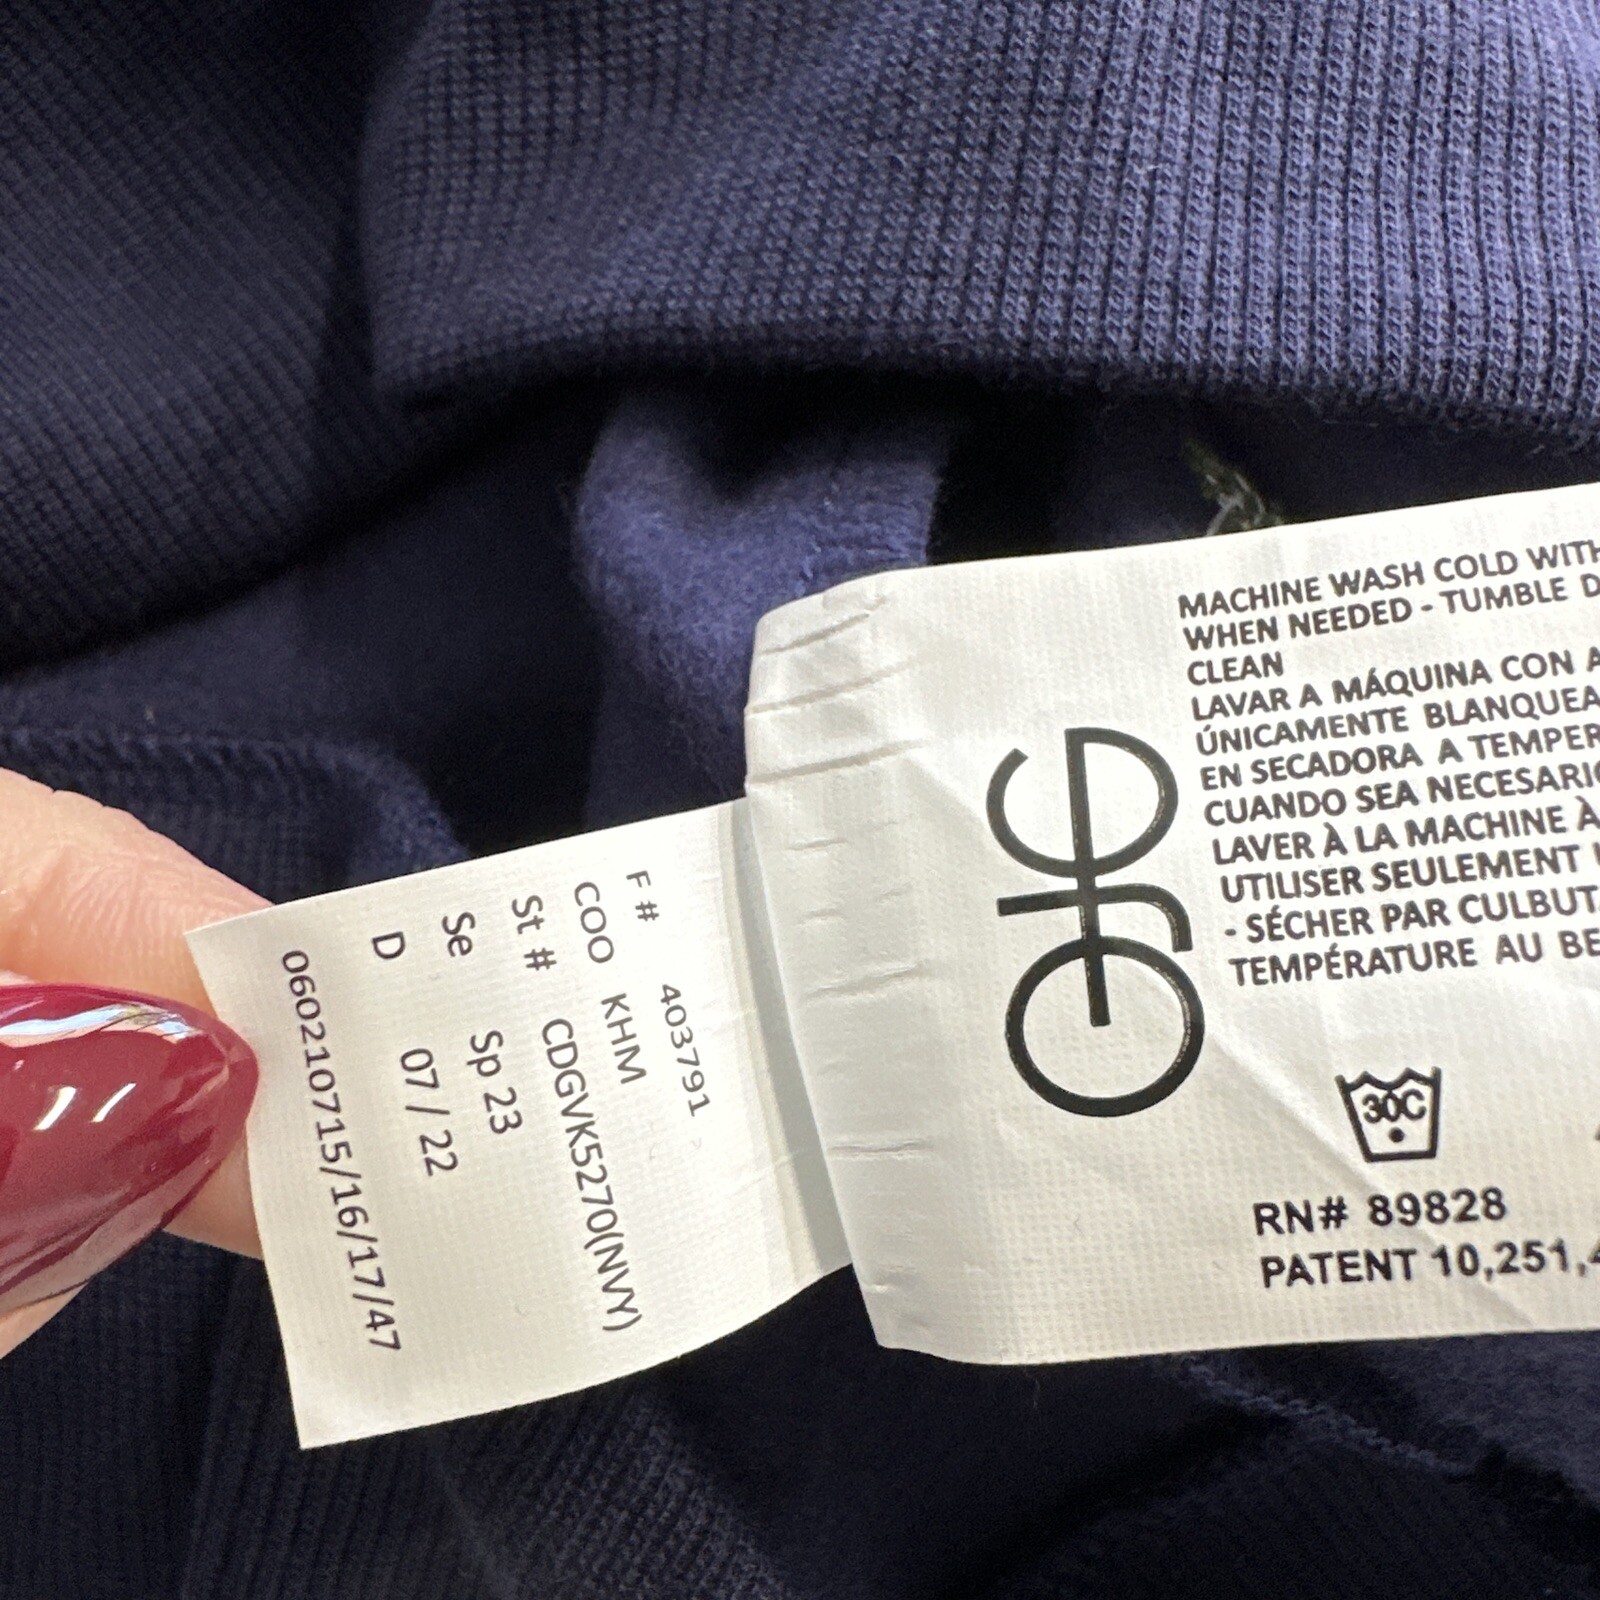 F# 403791
COO KHM
St # CDGVK5270(NVY)
Se Sp 23
D 07 / 22
060210715/16/17/47
MACHINE WASH COLD WITH
WHEN NEEDED - TUMBLE D
CLEAN
LAVAR A MÁQUINA CON A
ÚNICAMENTE BLANQUEA
EN SECADORA A TEMPER
CUANDO SEA NECESARIO
LAVER À LA MACHINE À
UTILISER SEULEMENT
- SÉCHER PAR CULBUT
TEMPÉRATURE AU BE
30C
RN# 89828
PATENT 10,251,4